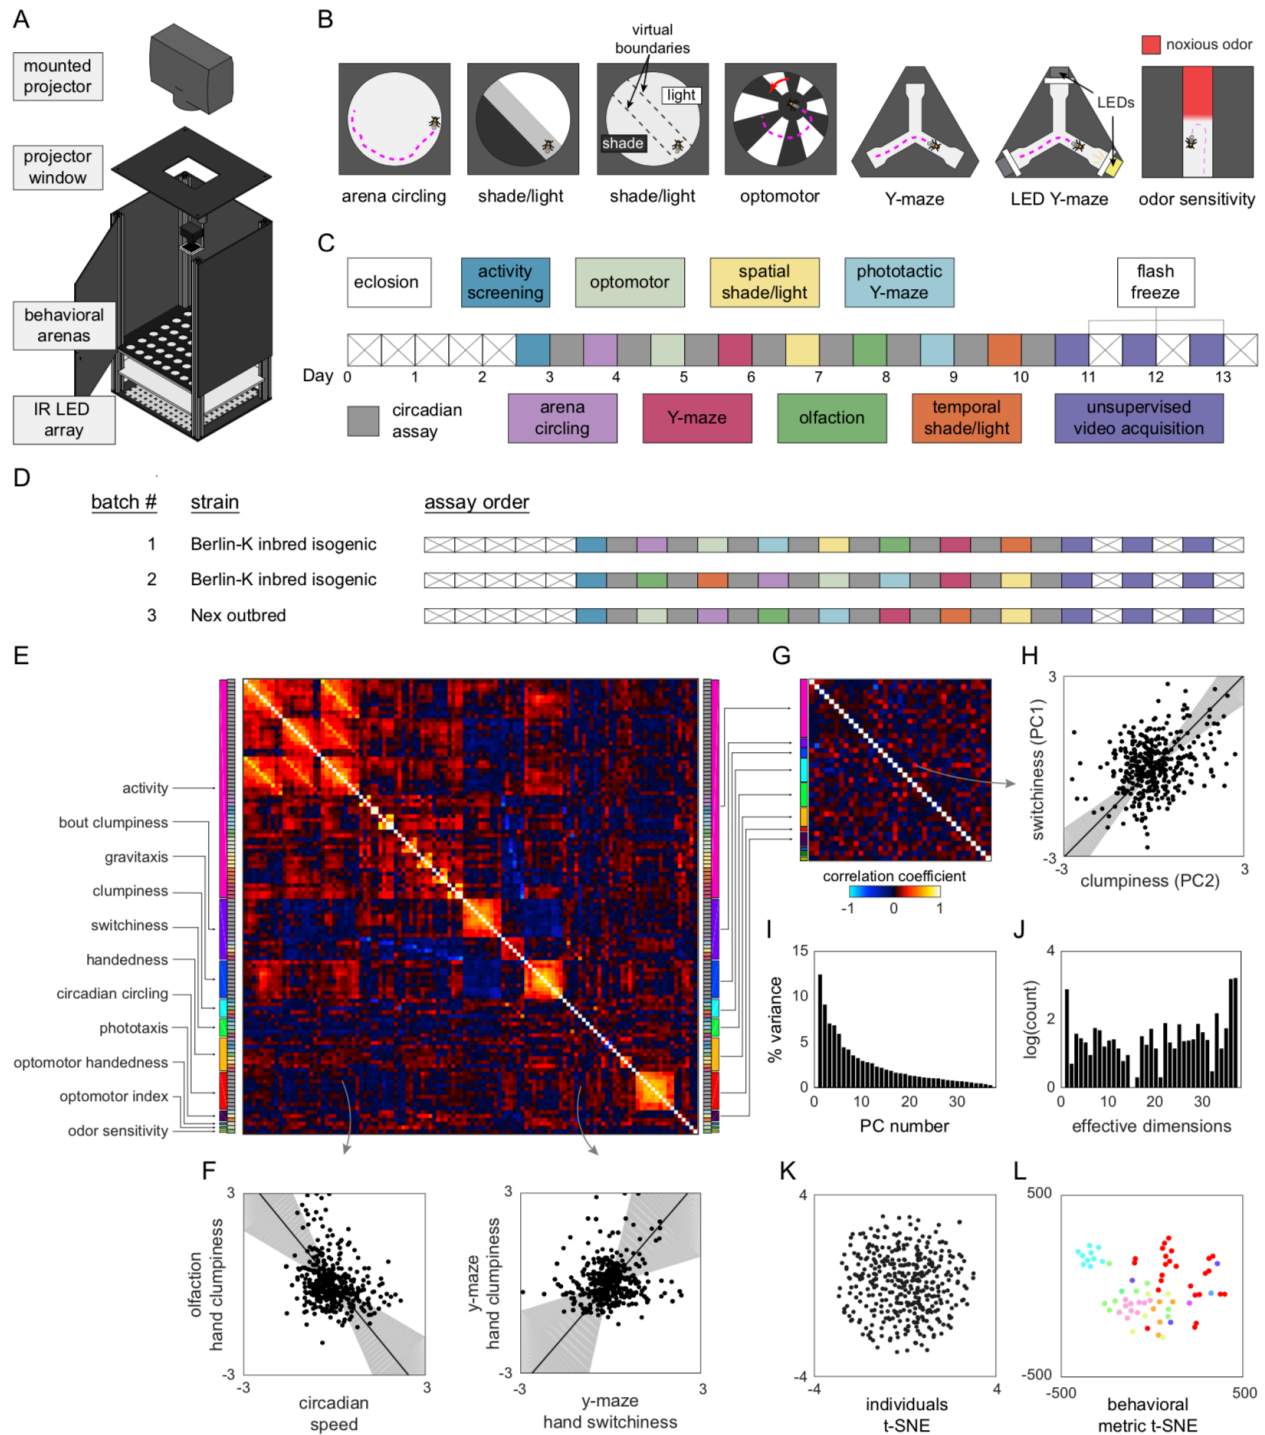 A
mounted
projector
projector
window
behavioral
arenas
IR LED
array
B
virtual
boundaries
light
shade
LEDs
noxious odor
arena circling
shade/light
shade/light
optomotor
Y-maze
LED Y-maze
odor sensitivity
C
eclosion
activity
screening
optomotor
spatial
shade/light
phototactic
Y-maze
flash
freeze
Day
0
1
2
3
4
5
6
7
8
9
10
11
12
13
circadian
assay
arena
circling
Y-maze
olfaction
temporal
shade/light
unsupervised
video acquisition
D
batch #
strain
assay order
1
Berlin-K inbred isogenic
2
Berlin-K inbred isogenic
3
Nex outbred
E
activity
bout clumpiness
gravitaxis
clumpiness
switchiness
handedness
circadian circling
phototaxis
optomotor handedness
optomotor index
odor sensitivity
G
correlation coefficient
-1
0
1
H
3
switchiness (PC1)
-3
-3
3
clumpiness (PC2)
I
15
10
5
0
% variance
0
10
20
30
PC number
J
4
2
0
log(count)
0
10
20
30
effective dimensions
F
3
olfaction
hand clumpiness
-3
-3
3
circadian
speed
3
y-maze
hand clumpiness
-3
-3
3
y-maze
hand switchiness
K
4
-4
-4
4
individuals
t-SNE
L
500
-500
-500
500
behavioral
metric t-SNE